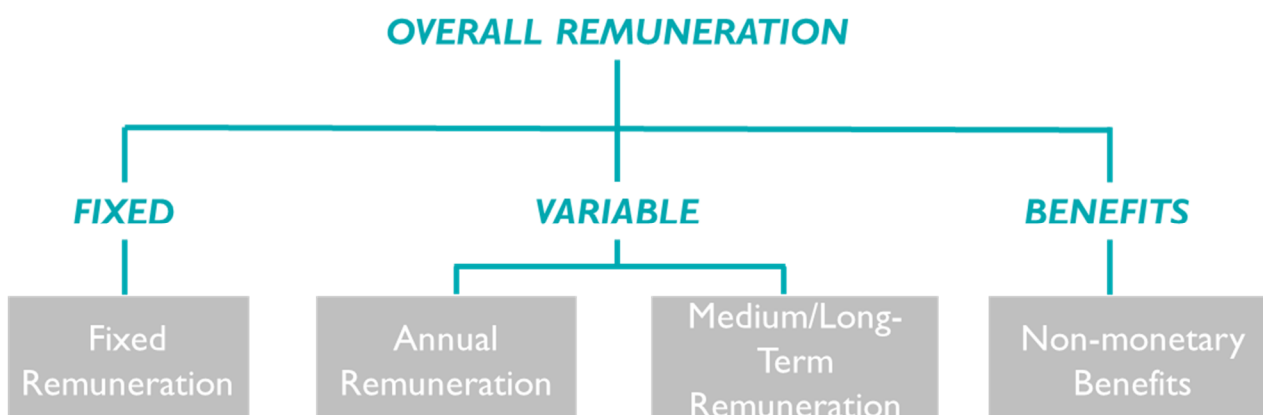 OVERALL REMUNERATION
FIXED
VARIABLE
BENEFITS
Fixed
Remuneration
Annual
Remuneration
Medium/Long-
Term
Remuneration
Non-monetary
Benefits